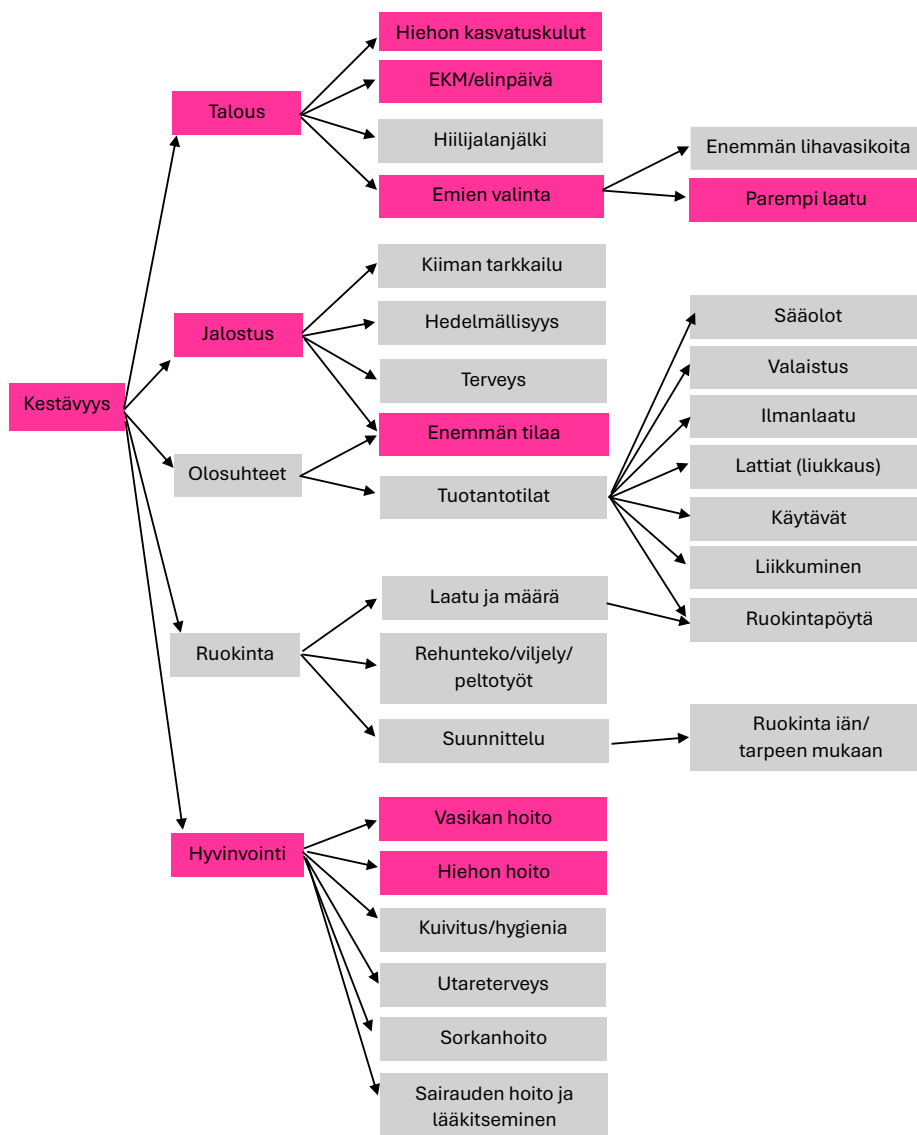 Kestävyys
Talous
Hiehon kasvatuskulut
EKM/elinpäivä
Hiilijalanjälki
Emien valinta
Enemmän lihavasikoita
Parempi laatu
Jalostus
Kiiman tarkkailu
Hedelmällisyys
Terveys
Enemmän tilaa
Olosuhteet
Tuotantotilat
Sääolot
Valaistus
Ilmanlaatu
Lattiat (liukkaus)
Käytävät
Liikkuminen
Ruokintapöytä
Ruokinta
Laatu ja määrä
Rehunteko/viljely/
peltotyöt
Suunnittelu
Ruokinta iän/
tarpeen mukaan
Hyvinvointi
Vasikan hoito
Hiehon hoito
Kuivitus/hygienia
Utareterveys
Sorkanhoito
Sairauden hoito ja
lääkitseminen